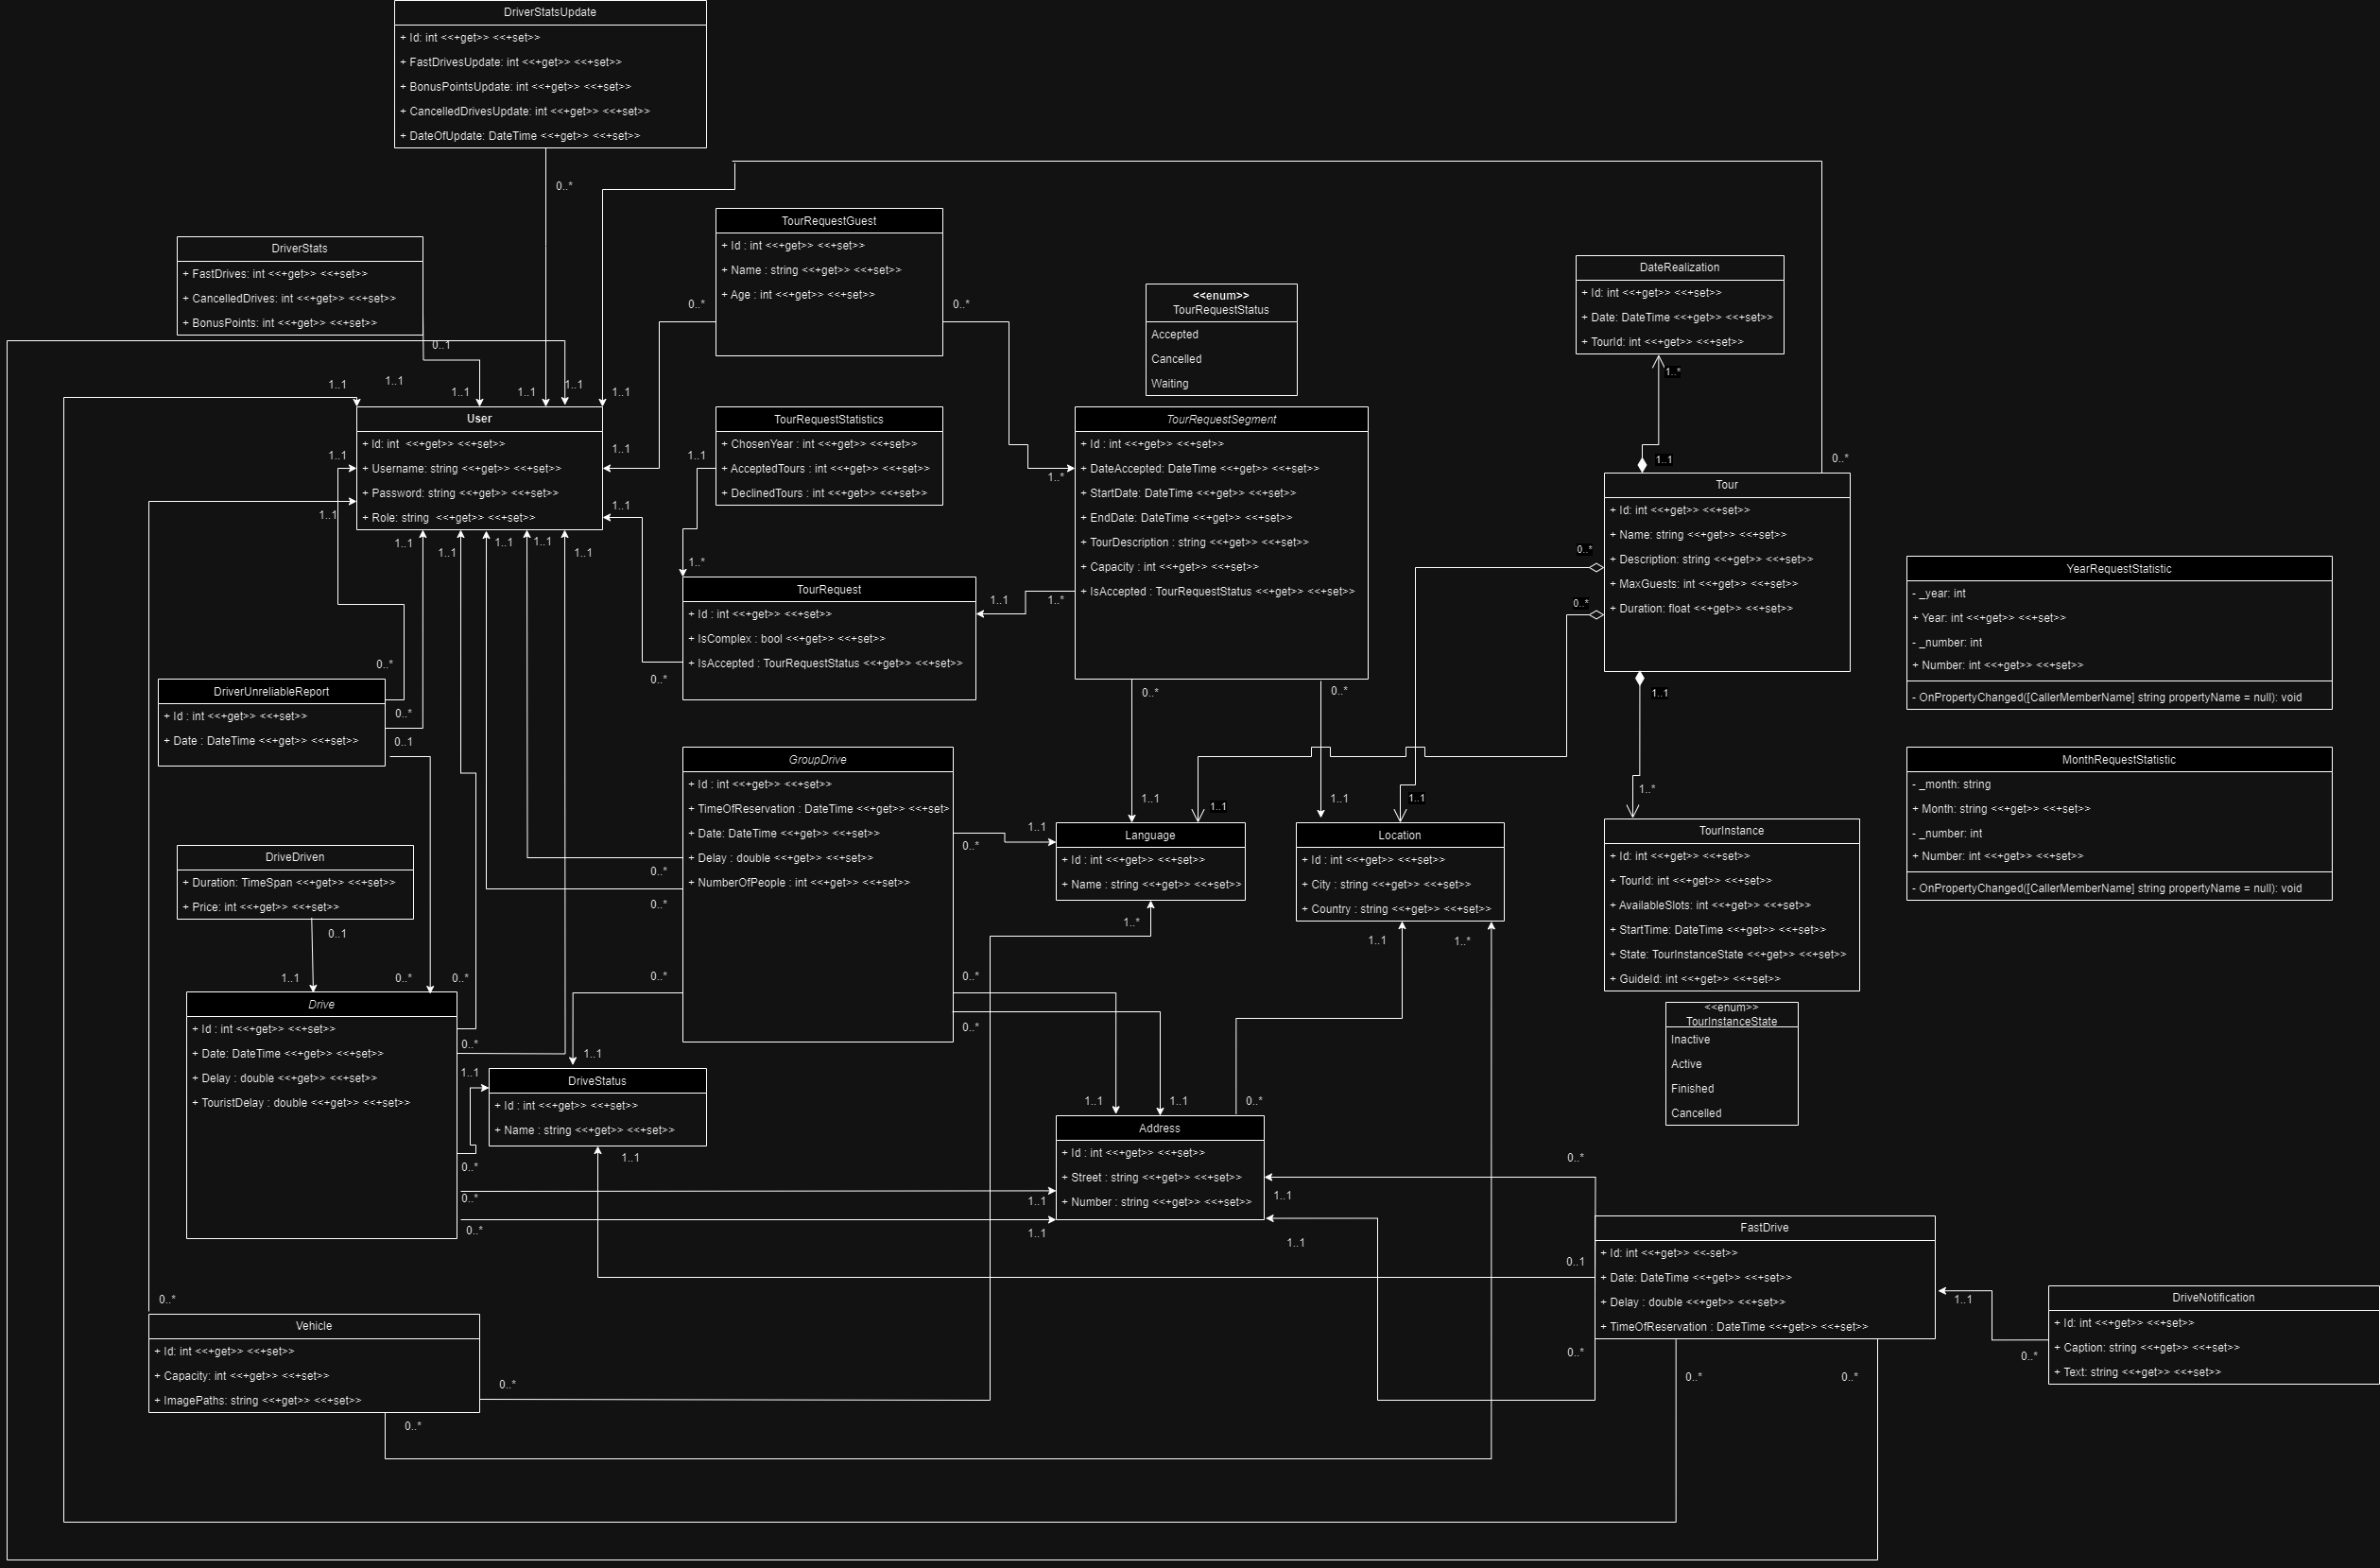 DriverStatsUpdate
+ Id: int <<+get>> <<+set>>
+ FastDrivesUpdate: int <<+get>> <<+set>>
+ BonusPointsUpdate: int <<+get>> <<+set>>
+ CancelledDrivesUpdate: int <<+get>> <<+set>>
+ DateOfUpdate: DateTime <<+get>> <<+set>>
0..*
DriverStats
+ FastDrives: int <<+get>> <<+set>>
+ CancelledDrives: int <<+get>> <<+set>>
+ BonusPoints: int <<+get>> <<+set>>
0..1
TourRequestGuest
+ Id : int <<+get>> <<+set>>
+ Name : string <<+get>> <<+set>>
+ Age : int <<+get>> <<+set>>
0..*
0..*
<<enum>>
TourRequestStatus
Accepted
Cancelled
Waiting
DateRealization
+ Id: int <<+get>> <<+set>>
+ Date: DateTime <<+get>> <<+set>>
+ TourId: int <<+get>> <<+set>>
1..*
1..1
0..*
1..1
1..1
1..1
1..1
1..1
1..1
User
+ Id: int <<+get>> <<+set>>
+ Username: string <<+get>> <<+set>>
+ Password: string <<+get>> <<+set>>
+ Role: string <<+get>> <<+set>>
1..1
1..1
1..1
1..1
1..1
1..1
1..1
1..1
1..1
TourRequestStatistics
+ ChosenYear : int <<+get>> <<+set>>
+ AcceptedTours : int <<+get>> <<+set>>
+ DeclinedTours : int <<+get>> <<+set>>
1..1
1..*
TourRequestSegment
+ Id : int <<+get>> <<+set>>
+ DateAccepted: DateTime <<+get>> <<+set>>
+ StartDate: DateTime <<+get>> <<+set>>
+ EndDate: DateTime <<+get>> <<+set>>
+ TourDescription : string <<+get>> <<+set>>
+ Capacity : int <<+get>> <<+set>>
+ IsAccepted : TourRequestStatus <<+get>> <<+set>>
1..*
1..*
0..*
0..*
TourRequest
+ Id : int <<+get>> <<+set>>
+ IsComplex : bool <<+get>> <<+set>>
+ IsAccepted : TourRequestStatus <<+get>> <<+set>>
1..1
0..*
Tour
+ Id: int <<+get>> <<+set>>
+ Name: string <<+get>> <<+set>>
+ Description: string <<+get>> <<+set>>
+ MaxGuests: int <<+get>> <<+set>>
+ Duration: float <<+get>> <<+set>>
0..*
0..*
1..1
1..*
YearRequestStatistic
- _year: int
+ Year: int <<+get>> <<+set>>
- _number: int
+ Number: int <<+get>> <<+set>>
- OnPropertyChanged([CallerMemberName] string propertyName = null): void
MonthRequestStatistic
- _month: string
+ Month: string <<+get>> <<+set>>
- _number: int
+ Number: int <<+get>> <<+set>>
- OnPropertyChanged([CallerMemberName] string propertyName = null): void
DriverUnreliableReport
+ Id : int <<+get>> <<+set>>
+ Date : DateTime <<+get>> <<+set>>
0..*
0..*
0..1
GroupDrive
+ Id : int <<+get>> <<+set>>
+ TimeOfReservation : DateTime <<+get>> <<+set>
+ Date: DateTime <<+get>> <<+set>>
+ Delay : double <<+get>> <<+set>>
+ NumberOfPeople : int <<+get>> <<+set>>
0..*
0..*
0..*
0..*
0..*
0..*
Language
+ Id : int <<+get>> <<+set>>
+ Name : string <<+get>> <<+set>>
1..1
1..1
1..1
1..*
Location
+ Id : int <<+get>> <<+set>>
+ City : string <<+get>> <<+set>>
+ Country : string <<+get>> <<+set>>
1..1
1..1
1..1
1..*
TourInstance
+ Id: int <<+get>> <<+set>>
+ TourId: int <<+get>> <<+set>>
+ AvailableSlots: int <<+get>> <<+set>>
+ StartTime: DateTime <<+get>> <<+set>>
+ State: TourInstanceState <<+get>> <<+set>>
+ GuideId: int <<+get>> <<+set>>
<<enum>>
TourInstanceState
Inactive
Active
Finished
Cancelled
DriveDriven
+ Duration: TimeSpan <<+get>> <<+set>>
+ Price: int <<+get>> <<+set>>
0..1
1..1
0..*
0..*
Drive
+ Id : int <<+get>> <<+set>>
+ Date: DateTime <<+get>> <<+set>>
+ Delay : double <<+get>> <<+set>>
+ TouristDelay : double <<+get>> <<+set>>
0..*
1..1
0..*
0..*
0..*
1..1
DriveStatus
+ Id : int <<+get>> <<+set>>
+ Name : string <<+get>> <<+set>>
1..1
1..1
1..1
0..*
Address
+ Id : int <<+get>> <<+set>>
+ Street : string <<+get>> <<+set>>
+ Number : string <<+get>> <<+set>>
1..1
1..1
1..1
1..1
0..*
0..1
FastDrive
+ Id: int <<+get>> <<-set>>
+ Date: DateTime <<+get>> <<+set>>
+ Delay : double <<+get>> <<+set>>
+ TimeOfReservation : DateTime <<+get>> <<+set>>
0..*
0..*
0..*
1..1
0..*
DriveNotification
+ Id: int <<+get>> <<+set>>
+ Caption: string <<+get>> <<+set>>
+ Text: string <<+get>> <<+set>>
0..*
Vehicle
+ Id: int <<+get>> <<+set>>
+ Capacity: int <<+get>> <<+set>>
+ ImagePaths: string <<+get>> <<+set>>
0..*
0..*